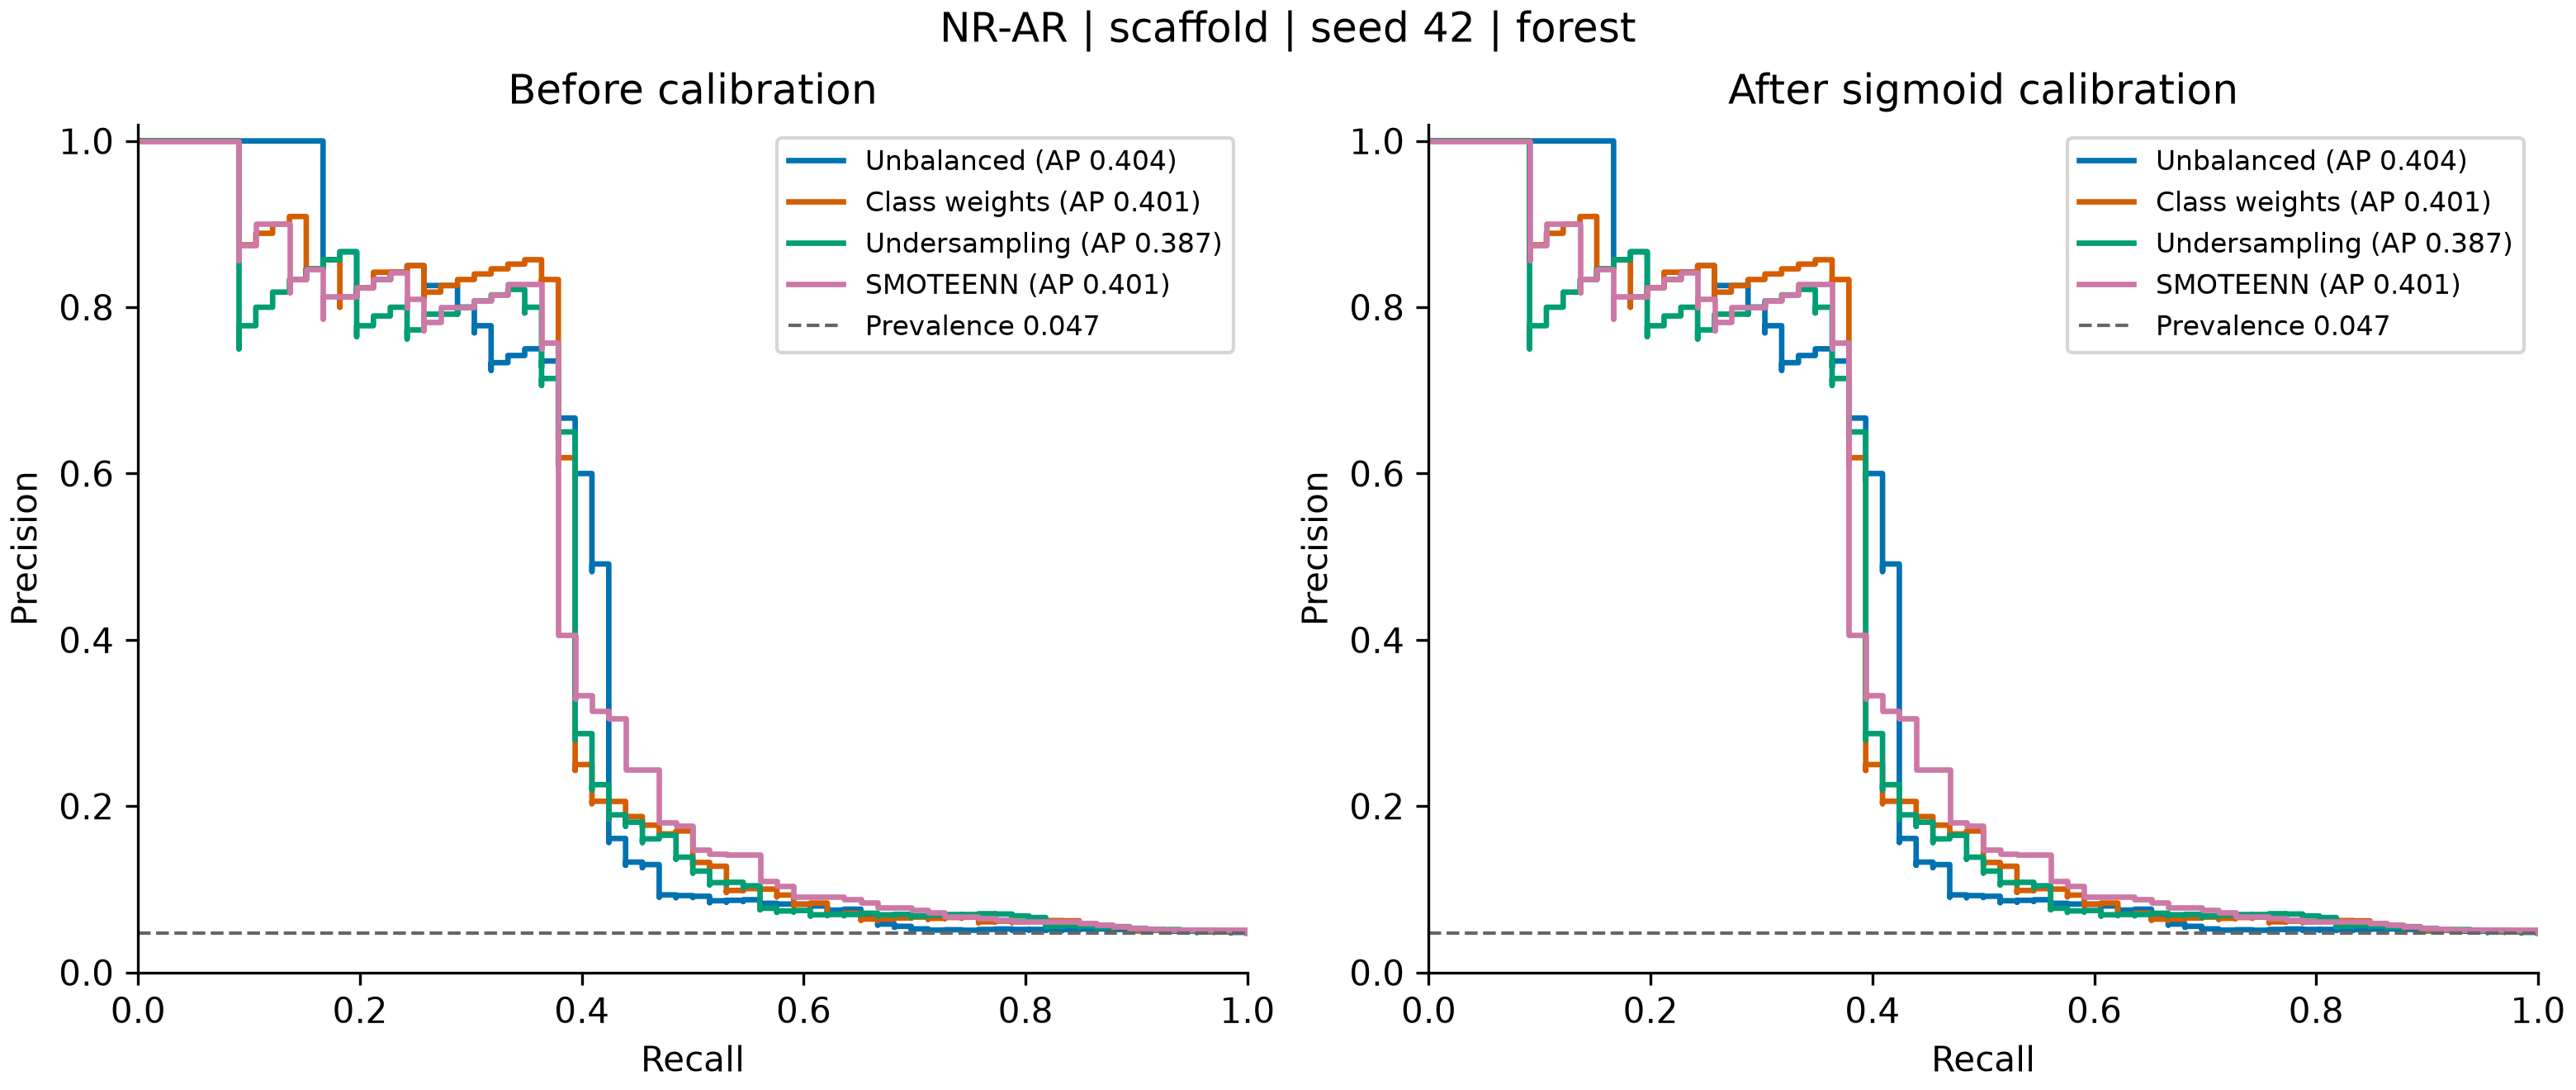 NR-AR | scaffold | seed 42 | forest
Before calibration
1.0
0.8
0.6
0.4
0.2
0.0
Precision
Unbalanced (AP 0.404)
Class weights (AP 0.401)
Undersampling (AP 0.387)
SMOTEENN (AP 0.401)
Prevalence 0.047
0.0 0.2 0.4 0.6 0.8 1.0
Recall
After sigmoid calibration
1.0
0.8
0.6
0.4
0.2
0.0
Precision
Unbalanced (AP 0.404)
Class weights (AP 0.401)
Undersampling (AP 0.387)
SMOTEENN (AP 0.401)
Prevalence 0.047
0.0 0.2 0.4 0.6 0.8 1.0
Recall